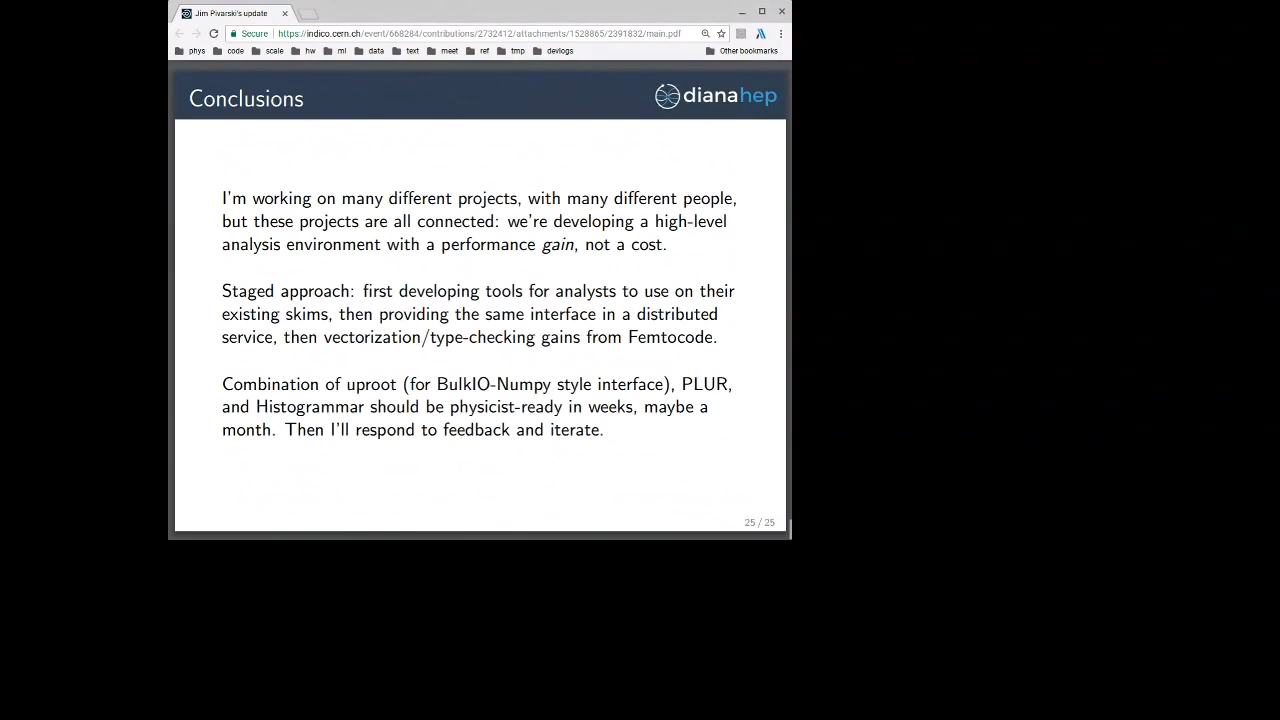 Jim Pivarski's update
Secure https://indico.cern.ch/event/668284/contributions/2732412/attachments/1528865/2391832/main.pdf
phys code scale hw ml data text meet ref tmp devlogs Other bookmarks
Conclusions
dianahep
I'm working on many different projects, with many different people,
but these projects are all connected: we're developing a high-level
analysis environment with a performance gain, not a cost.
Staged approach: first developing tools for analysts to use on their
existing skims, then providing the same interface in a distributed
service, then vectorization/type-checking gains from Femtocode.
Combination of uproot (for BulkIO-Numpy style interface), PLUR,
and Histogrammar should be physicist-ready in weeks, maybe a
month. Then I'll respond to feedback and iterate.
25 / 25